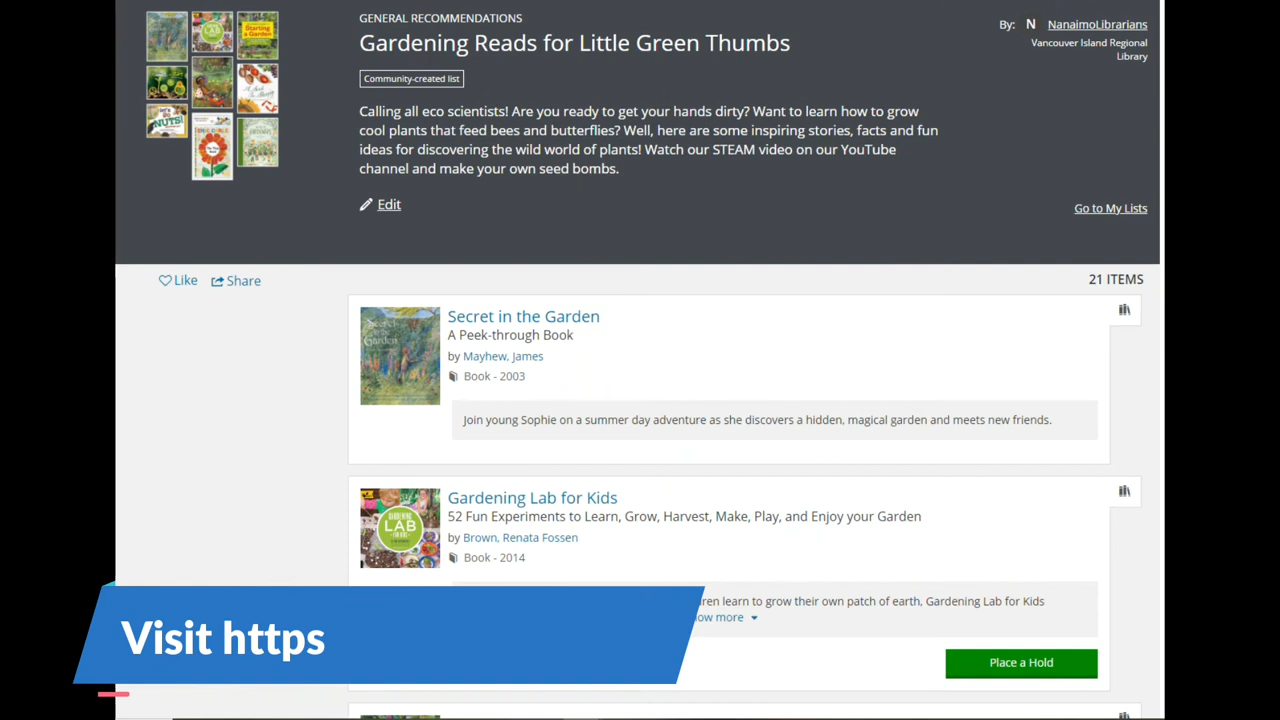 GENERAL RECOMMENDATIONS
Gardening Reads for Little Green Thumbs
Community-created list
By: N NanaimoLibrarians
Vancouver Island Regional
Library
Calling all eco scientists! Are you ready to get your hands dirty? Want to learn how to grow
cool plants that feed bees and butterflies? Well, here are some inspiring stories, facts and fun
ideas for discovering the wild world of plants! Watch our STEAM video on our YouTube
channel and make your own seed bombs.
Edit
Go to My Lists
Like Share
21 ITEMS
Secret in the Garden
A Peek-through Book
by Mayhew, James
Book - 2003
Join young Sophie on a summer day adventure as she discovers a hidden, magical garden and meets new friends.
Gardening Lab for Kids
52 Fun Experiments to Learn, Grow, Harvest, Make, Play, and Enjoy your Garden
by Brown, Renata Fossen
Book - 2014
learn to grow their own patch of earth, Gardening Lab for Kids
more
Place a Hold
Visit https